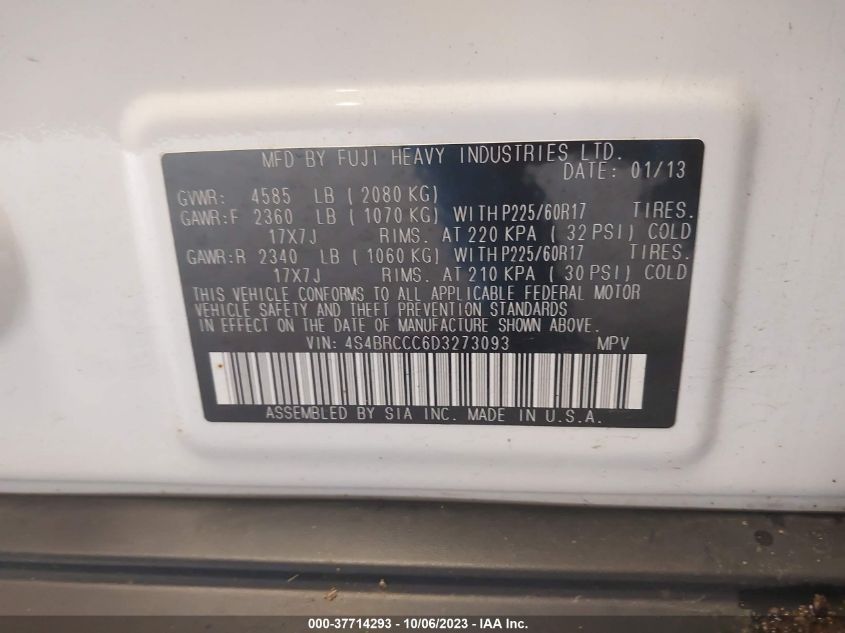 MFD BY FUJI HEAVY INDUSTRIES LTD.
DATE: 01/13
GVWR: 4585 LB ( 2080 KG)
GAWR:F 2360 LB ( 1070 KG) WITH P225/60R17 TIRES.
17X7J RIMS. AT 220 KPA ( 32 PSI) COLD
GAWR:R 2340 LB ( 1060 KG) WITH P225/60R17 TIRES.
17X7J RIMS. AT 210 KPA ( 30 PSI) COLD
THIS VEHICLE CONFORMS TO ALL APPLICABLE FEDERAL MOTOR
VEHICLE SAFETY AND THEFT PREVENTION STANDARDS
IN EFFECT ON THE DATE OF MANUFACTURE SHOWN ABOVE.
VIN: 4S4BRCCC6D3273093 MPV
ASSEMBLED BY SIA INC. MADE IN U.S.A.
000-37714293 - 10/06/2023 - IAA Inc.